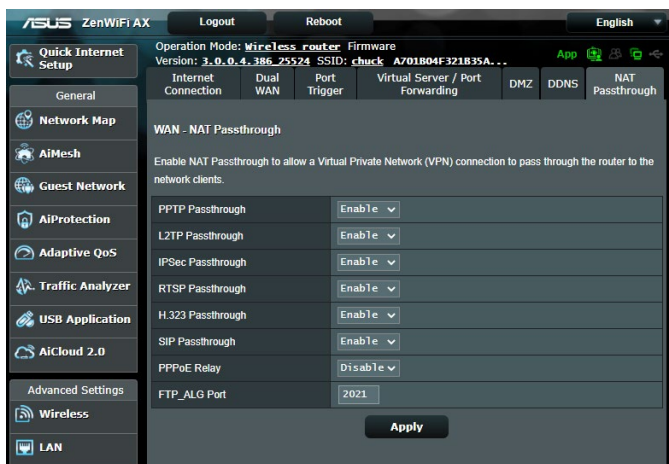 ASUS ZenWiFi AX Logout Reboot English
Quick Internet Setup
Operation Mode: Wireless router Firmware
Version: 3.0.0.4.386_25524 SSID: chuck A701B04F321B35A...
App
Internet Connection Dual WAN Port Trigger Virtual Server / Port Forwarding DMZ DDNS NAT Passthrough
General
Network Map
AiMesh
Guest Network
AiProtection
Adaptive QoS
Traffic Analyzer
USB Application
AiCloud 2.0
Advanced Settings
Wireless
LAN
WAN - NAT Passthrough
Enable NAT Passthrough to allow a Virtual Private Network (VPN) connection to pass through the router to the
network clients.
PPTP Passthrough Enable
L2TP Passthrough Enable
IPSec Passthrough Enable
RTSP Passthrough Enable
H.323 Passthrough Enable
SIP Passthrough Enable
PPPoE Relay Disable
FTP_ALG Port 2021
Apply